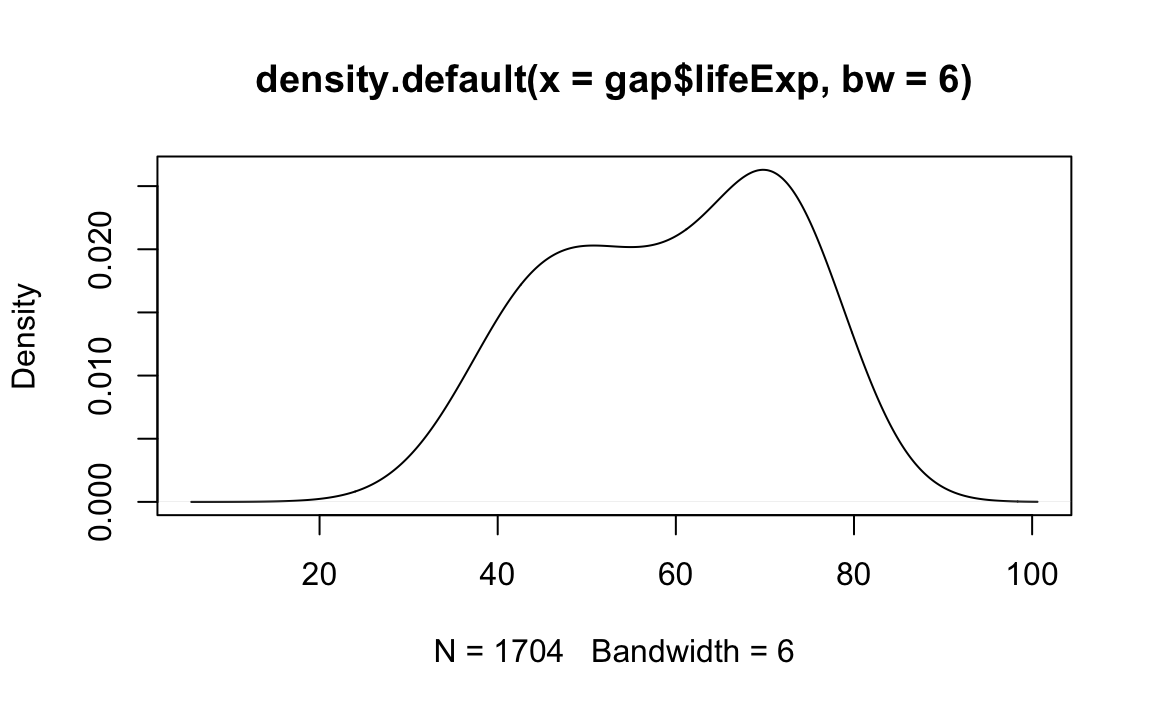 density.default(x = gap$lifeExp, bw = 6)
Density
0.020
0.010
0.000
20 40 60 80 100
N = 1704 Bandwidth = 6